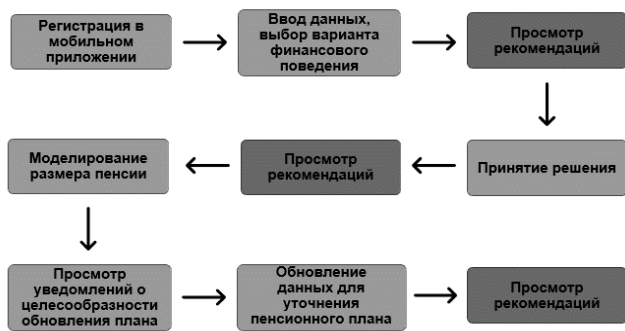 Регистрация в
мобильном
приложении
Ввод данных,
выбор варианта
финансового
поведения
Просмотр
рекомендаций
Принятие решения
Просмотр
рекомендаций
Моделирование
размера пенсии
Просмотр
уведомлений о
целесообразности
обновления плана
Обновление
данных для
уточнения
пенсионного плана
Просмотр
рекомендаций